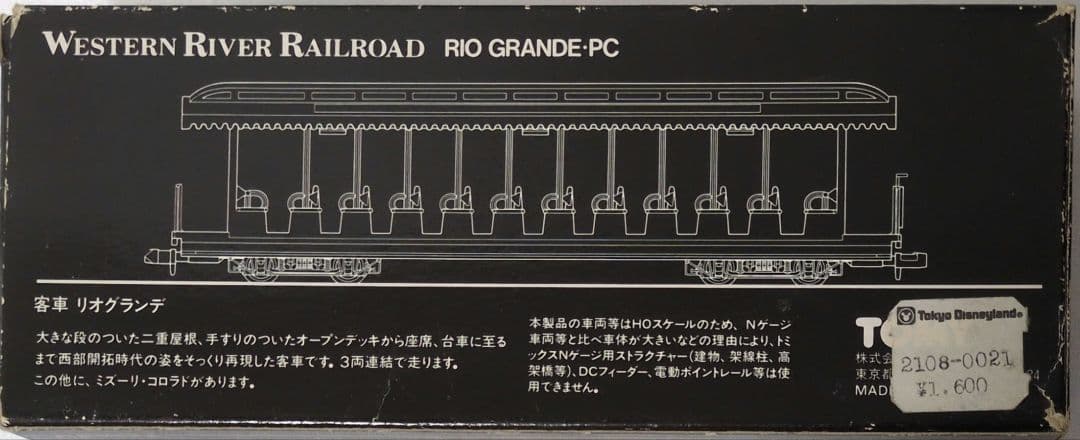 WESTERN RIVER RAILROAD RIO GRANDE·PC
客車 リオグランデ
大きな段のついた二重屋根、手すりのついたオープンデッキから座席、台車に至る
まで西部開拓時代の姿をそっくり再現した客車です。3両連結で走ります。
この他に、ミズーリ・コロラドがあります。
本製品の車両等はHOスケールのため、Nゲージ
車両等と比べ車体が大きいなどの理由により、トミ
ックスNゲージ用ストラクチャー(建物、架線柱、高
架橋等)、DCフィーダー、電動ポイントレール等は使
用できません。
株式会
東京都
MAD
Tokyo Disneyland®
2108-0021
¥1.600